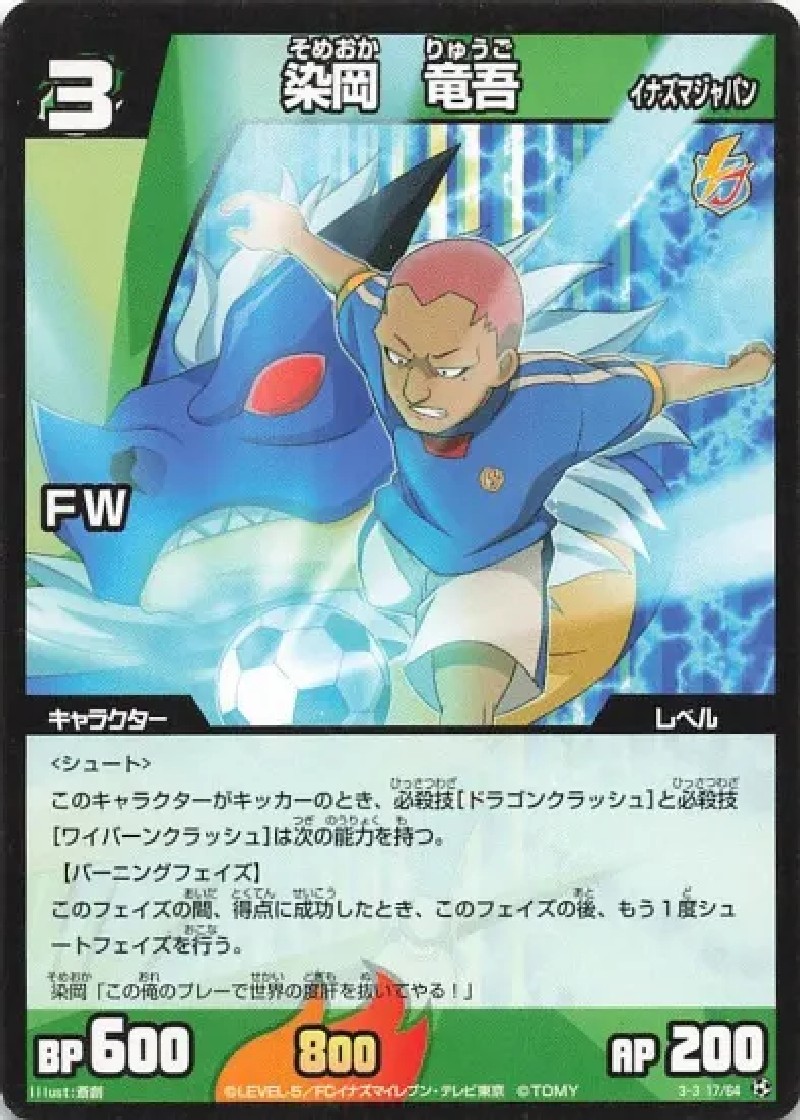 3
そめおか りゅうご
染岡 竜吾
イナズマジャパン
FW
キャラクター レベル
<シュート>
このキャラクターがキッカーのとき、必殺技[ドラゴンクラッシュ]と必殺技
[ワイバーンクラッシュ]は次の能力を持つ。
【バーニングフェイズ】
このフェイズの間、得点に成功したとき、このフェイズの後、もう1度シュ
ートフェイズを行う。
染岡「この俺のプレーで世界の度肝を抜いてやる!」
BP 600 800 AP 200
Illust:斎創 ©LEVEL-5/FCイナズマイレブン・テレビ東京 ©TOMY 3-3 17/64